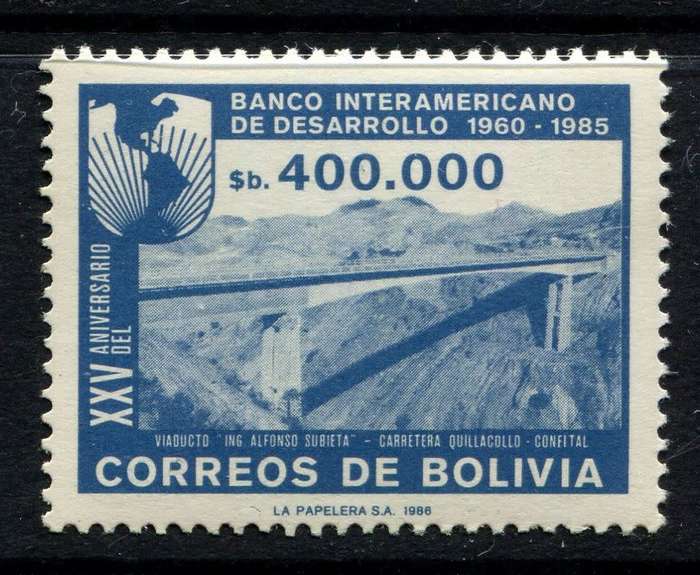 BANCO INTERAMERICANO
DE DESARROLLO 1960 - 1985
$b. 400.000
XXV ANIVERSARIO
DEL
VIADUCTO "ING ALFONSO SUBIETA" - CARRETERA QUILLACOLLO - CONFITAL
CORREOS DE BOLIVIA
LA PAPELERA S.A. 1986